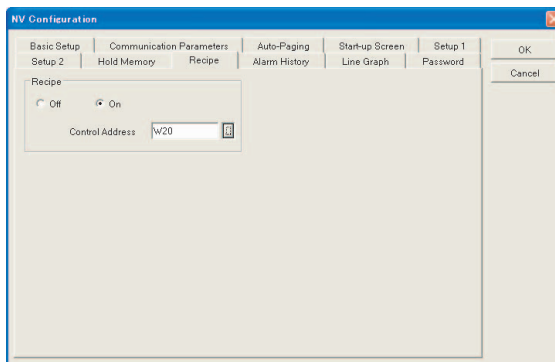 NV Configuration
Basic Setup Communication Parameters Auto-Paging Start-up Screen Setup 1 OK
Setup 2 Hold Memory Recipe Alarm History Line Graph Password
Cancel
Recipe
Off On
Control Address W20